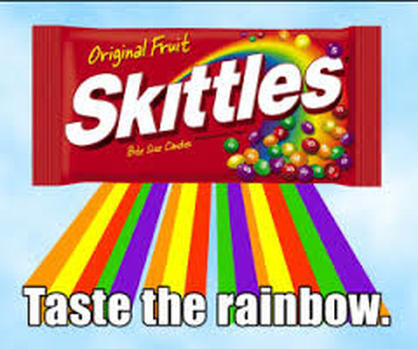 Original Fruit
Skittles
Bite Size Candies
Taste the rainbow.